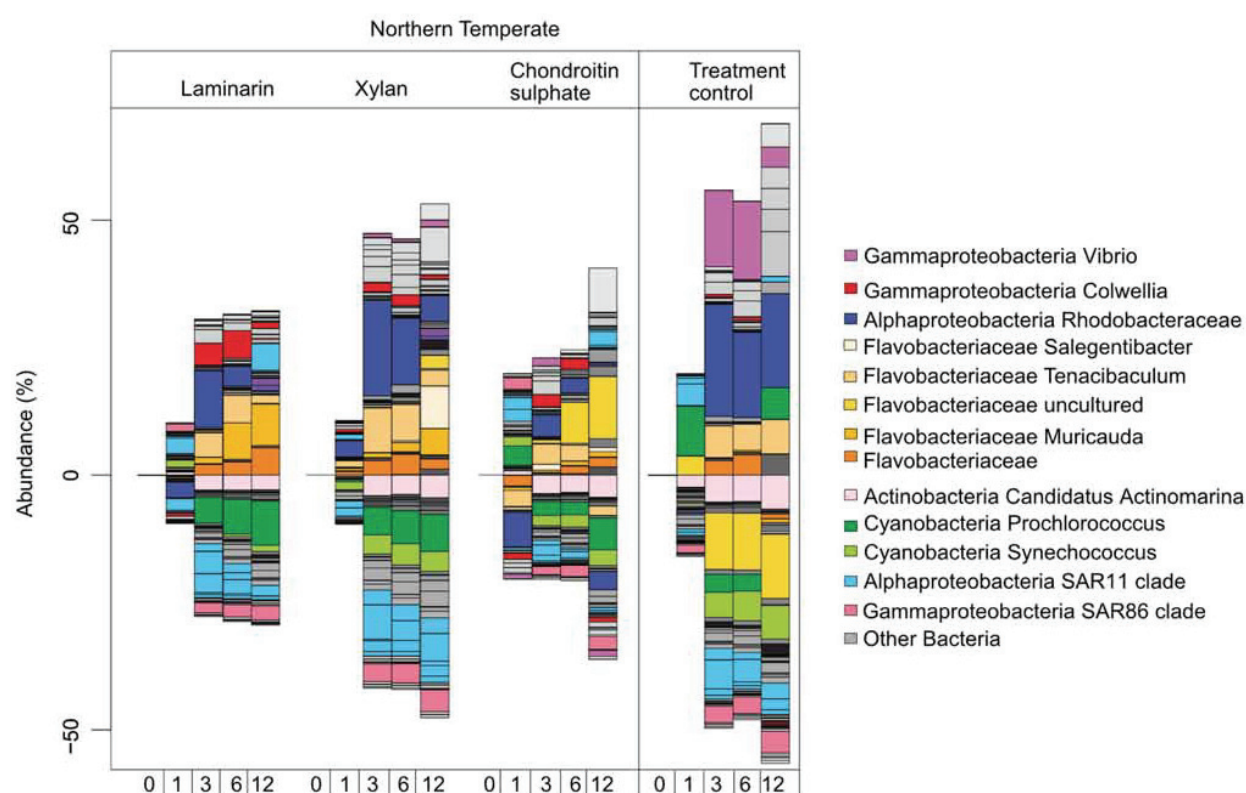 Northern Temperate
Laminarin
Xylan
Chondroitin
sulphate
Treatment
control
Abundance (%)
50
0
−50
0 1 3 6 12
0 1 3 6 12
0 1 3 6 12
0 1 3 6 12
Gammaproteobacteria Vibrio
Gammaproteobacteria Colwellia
Alphaproteobacteria Rhodobacteraceae
Flavobacteriaceae Salegentibacter
Flavobacteriaceae Tenacibaculum
Flavobacteriaceae uncultured
Flavobacteriaceae Muricauda
Flavobacteriaceae
Actinobacteria Candidatus Actinomarina
Cyanobacteria Prochlorococcus
Cyanobacteria Synechococcus
Alphaproteobacteria SAR11 clade
Gammaproteobacteria SAR86 clade
Other Bacteria